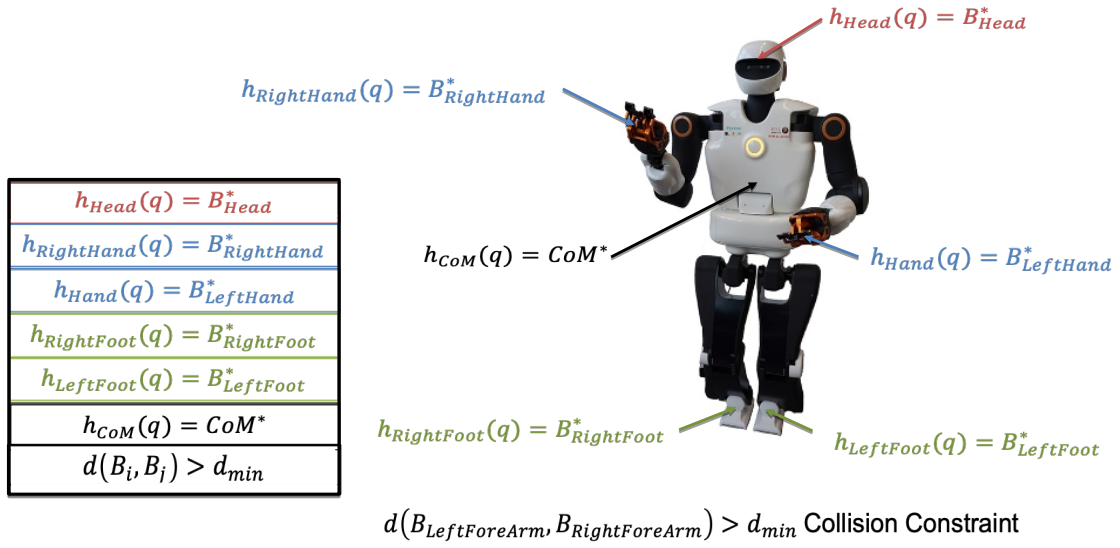 h_{Head}(q) = B^*_{Head}
h_{RightHand}(q) = B^*_{RightHand}
h_{CoM}(q) = CoM^*
h_{Hand}(q) = B^*_{LeftHand}
h_{RightFoot}(q) = B^*_{RightFoot}
h_{LeftFoot}(q) = B^*_{LeftFoot}
h_{Head}(q) = B^*_{Head}
h_{RightHand}(q) = B^*_{RightHand}
h_{Hand}(q) = B^*_{LeftHand}
h_{RightFoot}(q) = B^*_{RightFoot}
h_{LeftFoot}(q) = B^*_{LeftFoot}
h_{CoM}(q) = CoM^*
d(B_i, B_j) > d_{min}
d(B_{LeftForeArm}, B_{RightForeArm}) > d_{min} Collision Constraint